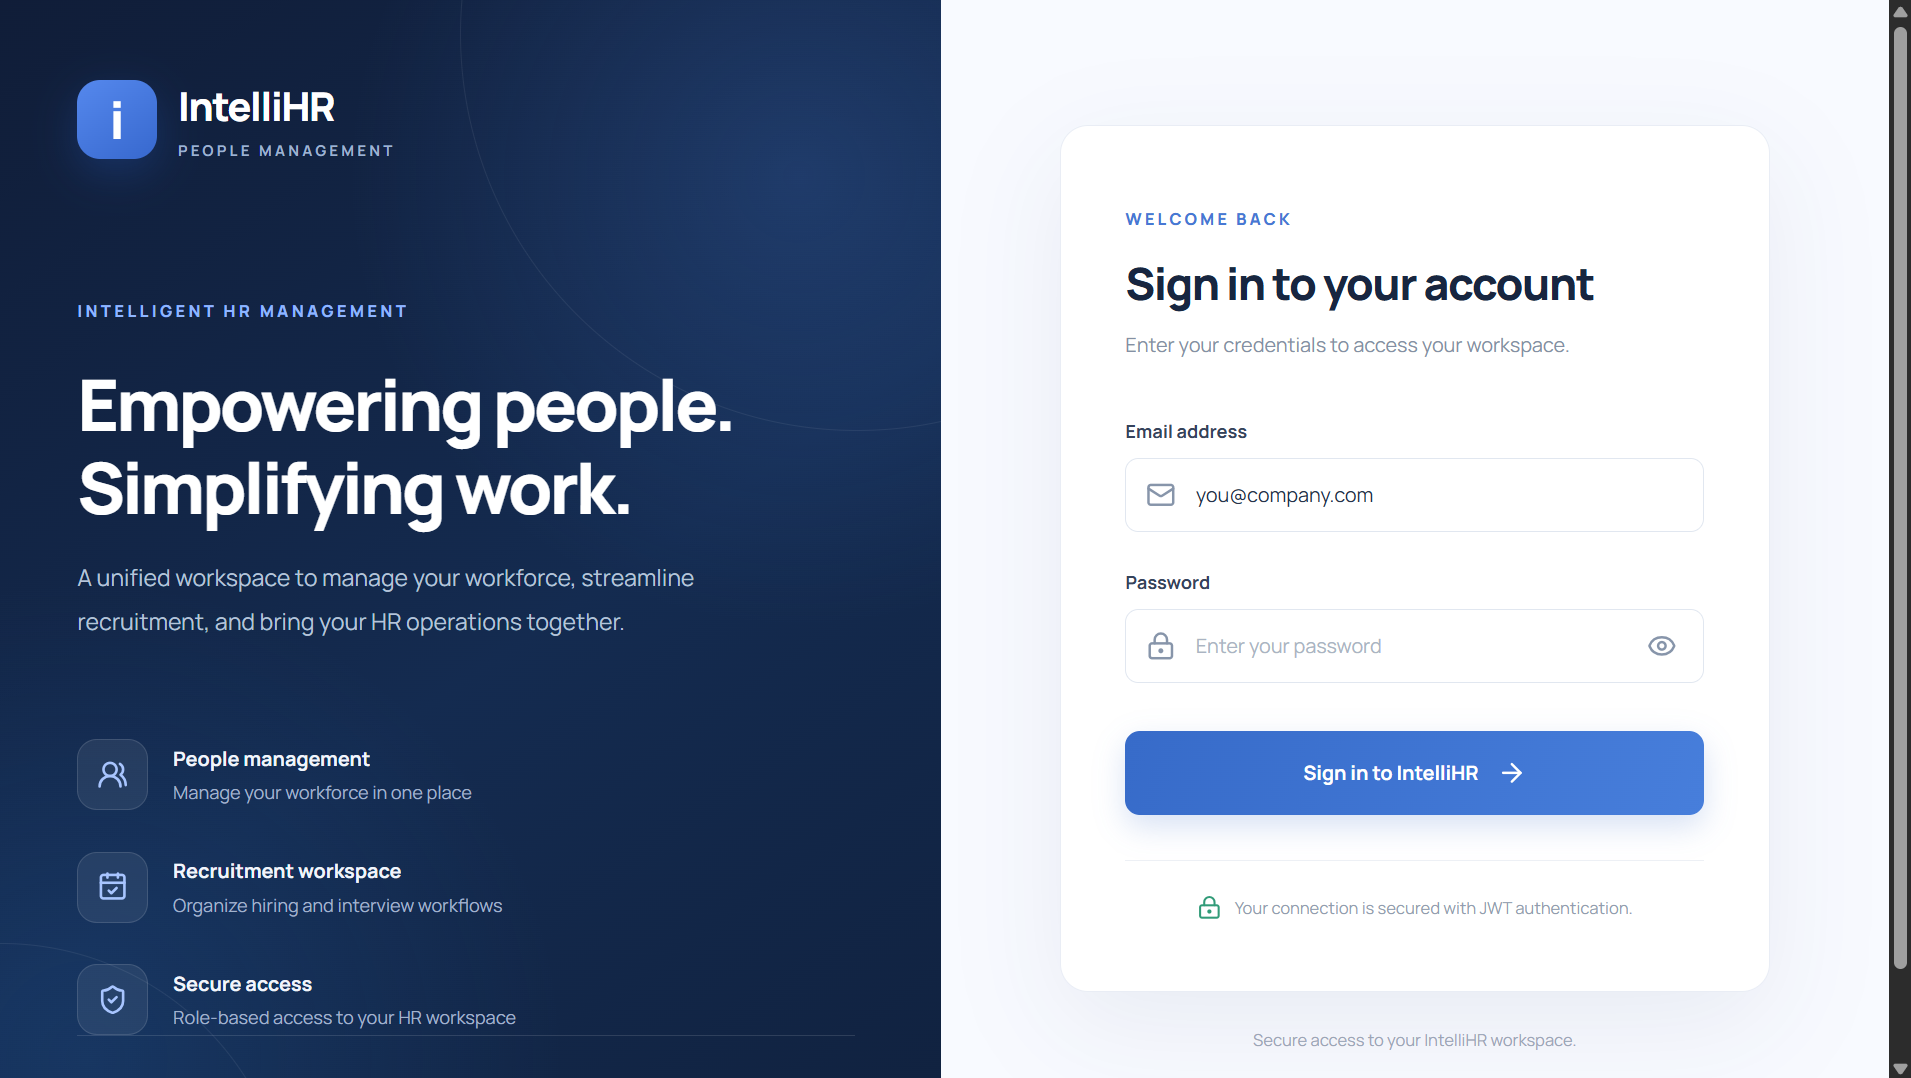 i
IntelliHR
PEOPLE MANAGEMENT
INTELLIGENT HR MANAGEMENT
Empowering people.
Simplifying work.
A unified workspace to manage your workforce, streamline
recruitment, and bring your HR operations together.
People management
Manage your workforce in one place
Recruitment workspace
Organize hiring and interview workflows
Secure access
Role-based access to your HR workspace
WELCOME BACK
Sign in to your account
Enter your credentials to access your workspace.
Email address
you@company.com
Password
Enter your password
Sign in to IntelliHR
Your connection is secured with JWT authentication.
Secure access to your IntelliHR workspace.